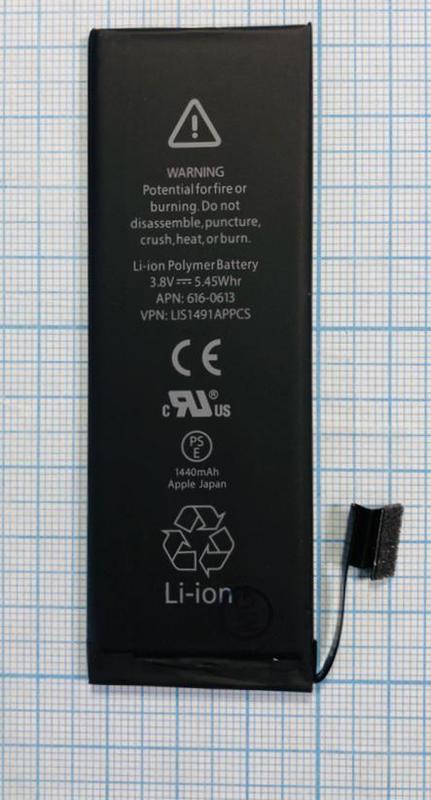 WARNING
Potential for fire or
burning. Do not
disassemble, puncture,
crush, heat, or burn.
Li-ion Polymer Battery
3.8V ⎓ 5.45Whr
APN: 616-0613
VPN: LIS1491APPCS
CE
c RU® US
PS
E
1440mAh
Apple Japan
Li-ion